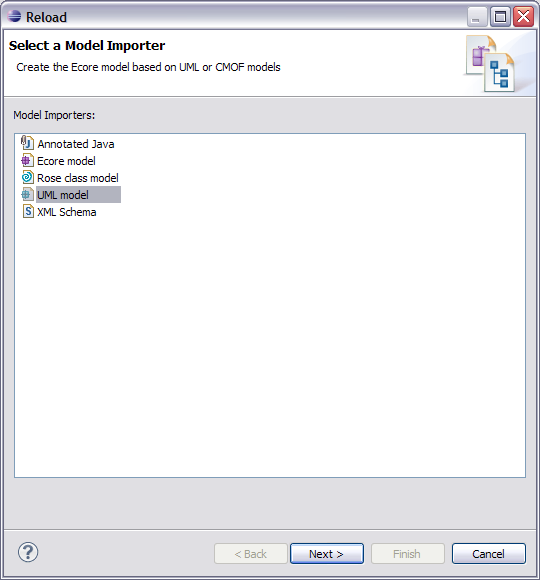 Reload
Select a Model Importer
Create the Ecore model based on UML or CMOF models
Model Importers:
Annotated Java
Ecore model
Rose class model
UML model
XML Schema
< Back Next > Finish Cancel